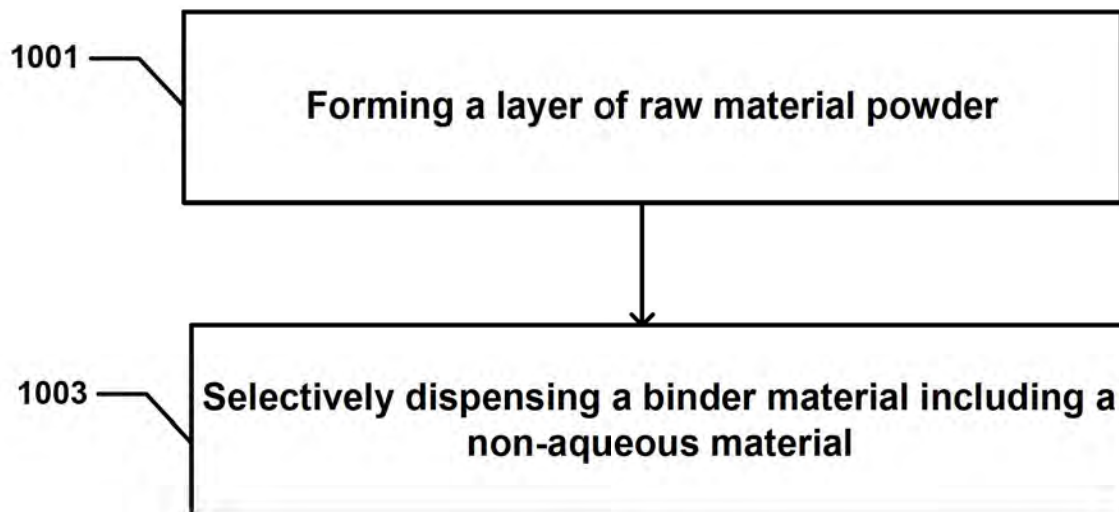 1001
Forming a layer of raw material powder
1003
Selectively dispensing a binder material including a
non-aqueous material